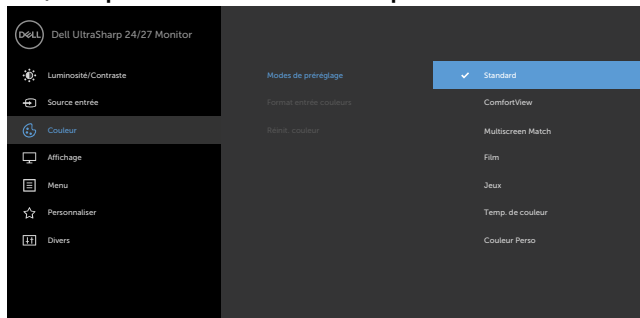 DELL Dell UltraSharp 24/27 Monitor
Luminosité/Contraste Modes de préréglage Standard
Source entrée Format entrée couleurs ComfortView
Couleur Réinit. couleur Multiscreen Match
Affichage Film
Menu Jeux
Personnaliser Temp. de couleur
Divers Couleur Perso